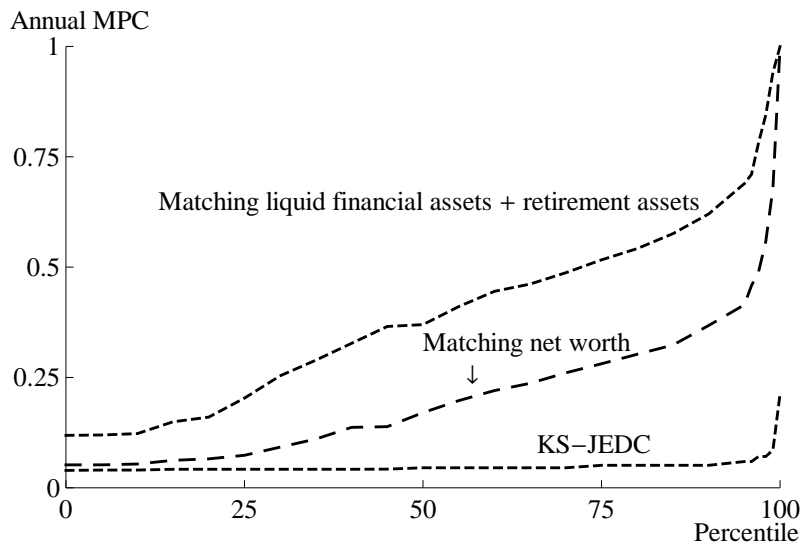 Annual MPC
1
0.75
Matching liquid financial assets + retirement assets
0.5
Matching net worth
↓
0.25
KS−JEDC
0
0 25 50 75 100
Percentile